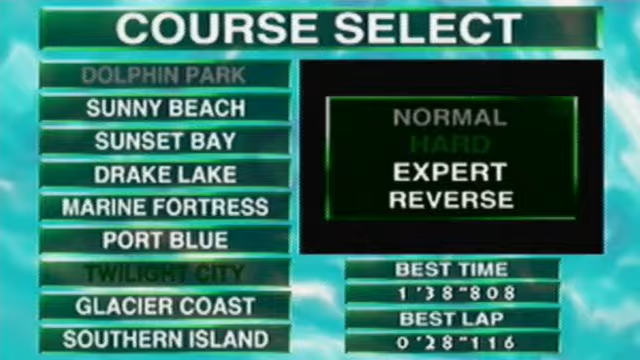 COURSE SELECT
DOLPHIN PARK
SUNNY BEACH
SUNSET BAY
DRAKE LAKE
MARINE FORTRESS
PORT BLUE
TWILIGHT CITY
GLACIER COAST
SOUTHERN ISLAND
NORMAL
HARD
EXPERT
REVERSE
BEST TIME
1'38"808
BEST LAP
0'28"116